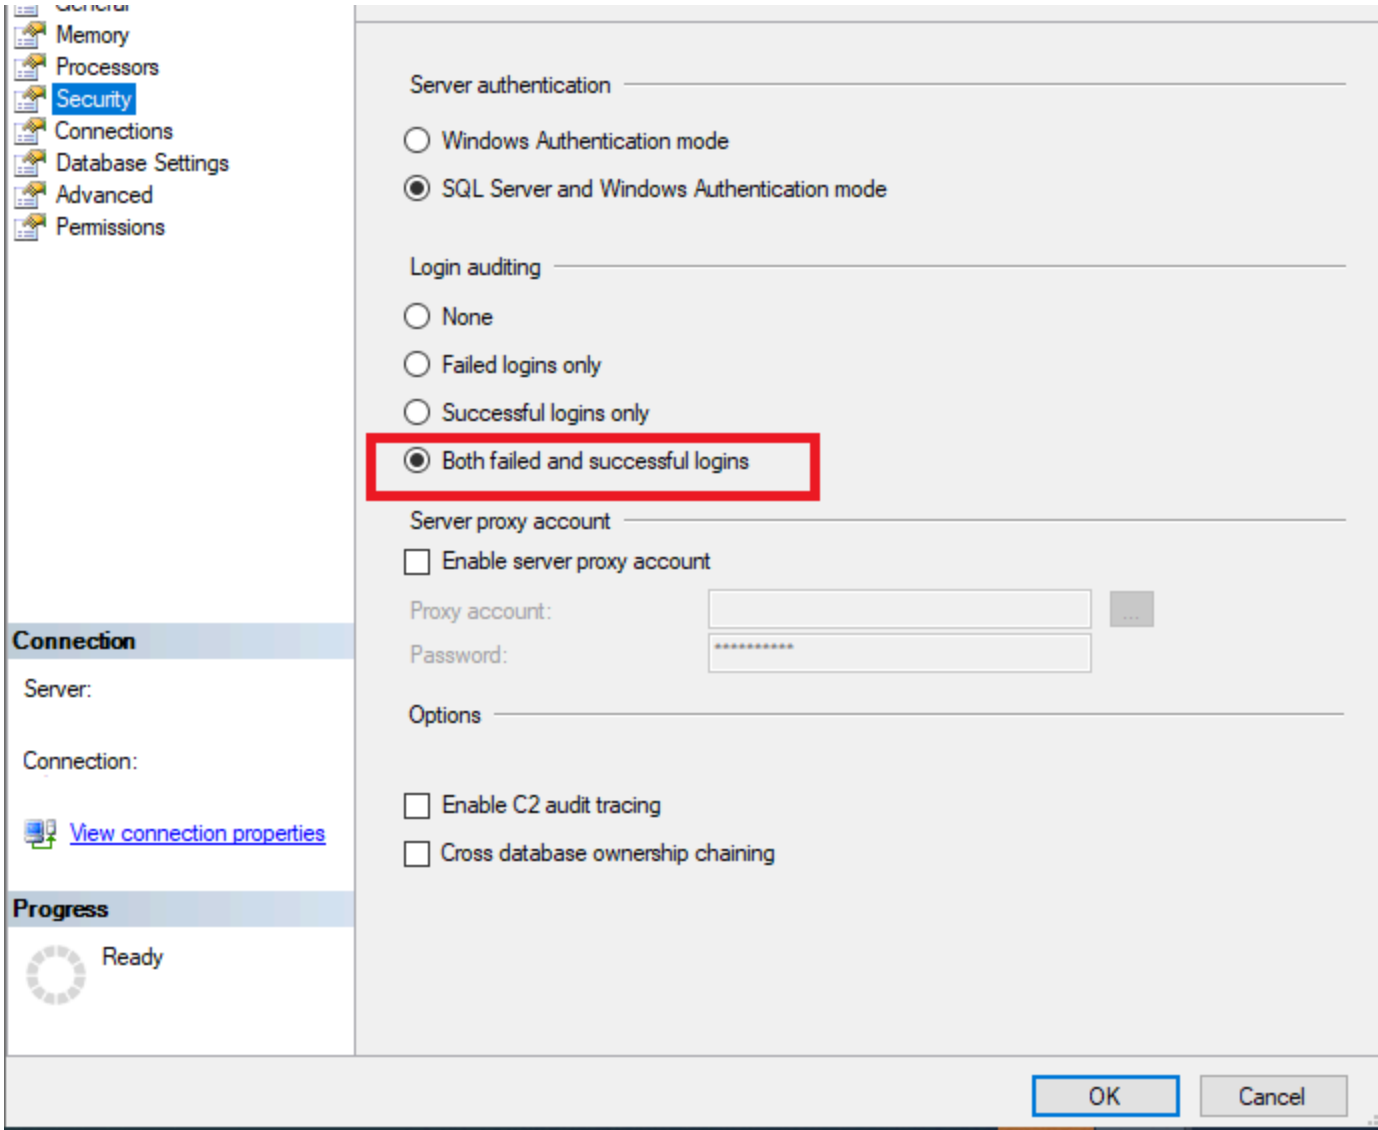 General
Memory
Processors
Security
Connections
Database Settings
Advanced
Permissions
Server authentication
Windows Authentication mode
SQL Server and Windows Authentication mode
Login auditing
None
Failed logins only
Successful logins only
Both failed and successful logins
Server proxy account
Enable server proxy account
Proxy account:
...
Password:
**********
Options
Enable C2 audit tracing
Cross database ownership chaining
Connection
Server:
Connection:
View connection properties
Progress
Ready
OK
Cancel